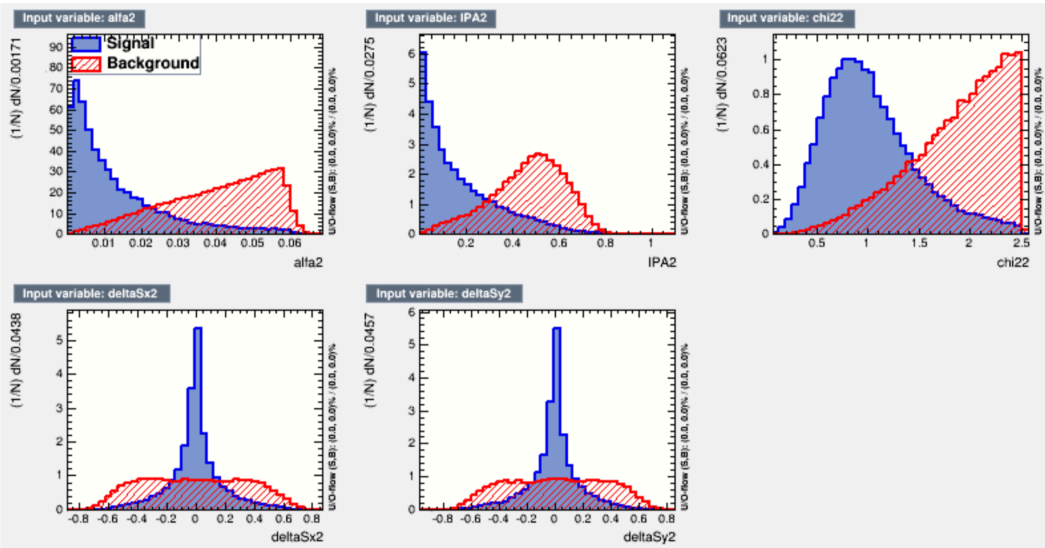 Input variable: alfa2
(1/N) dN/0.00171
90
80
70
60
50
40
30
20
10
0
Signal
Background
U/O-flow (S,B): (0.0, 0.0)% / (0.0, 0.0)%
0.01 0.02 0.03 0.04 0.05 0.06
alfa2
Input variable: IPA2
(1/N) dN/0.0275
6
5
4
3
2
1
0
U/O-flow (S,B): (0.0, 0.0)% / (0.0, 0.0)%
0.2 0.4 0.6 0.8 1
IPA2
Input variable: chi22
(1/N) dN/0.0623
1
0.8
0.6
0.4
0.2
0
U/O-flow (S,B): (0.0, 0.0)% / (0.0, 0.0)%
0.5 1 1.5 2 2.5
chi22
Input variable: deltaSx2
(1/N) dN/0.0438
5
4
3
2
1
0
U/O-flow (S,B): (0.0, 0.0)% / (0.0, 0.0)%
-0.8 -0.6 -0.4 -0.2 0 0.2 0.4 0.6 0.8
deltaSx2
Input variable: deltaSy2
(1/N) dN/0.0457
6
5
4
3
2
1
0
U/O-flow (S,B): (0.0, 0.0)% / (0.0, 0.0)%
-0.8 -0.6 -0.4 -0.2 0 0.2 0.4 0.6 0.8
deltaSy2